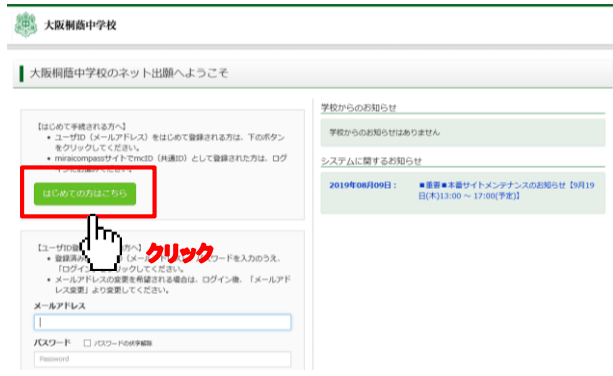 大阪桐蔭中学校
大阪桐蔭中学校のネット出願へようこそ
【はじめて手続される方へ】
• ユーザID（メールアドレス）をはじめて登録される方は、下のボタン
をクリックしてください。
• miraicompassサイトでmcID（共通ID）として登録された方は、ログ
はじめての方はこちら
クリック
【ユーザID登 方へ】
• 登録済み （メー ワードを入力のうえ、
「ログイン ックしてください。
• メールアドレスの変更を希望される場合は、ログイン後、「メールアド
レス変更」より変更してください。
メールアドレス
パスワード □ パスワードの伏字解除
Password
学校からのお知らせ
学校からのお知らせはありません
システムに関するお知らせ
2019年08月09日： ■重要■本番サイトメンテナンスのお知らせ【9月19
日(木)13:00 ～ 17:00(予定)】